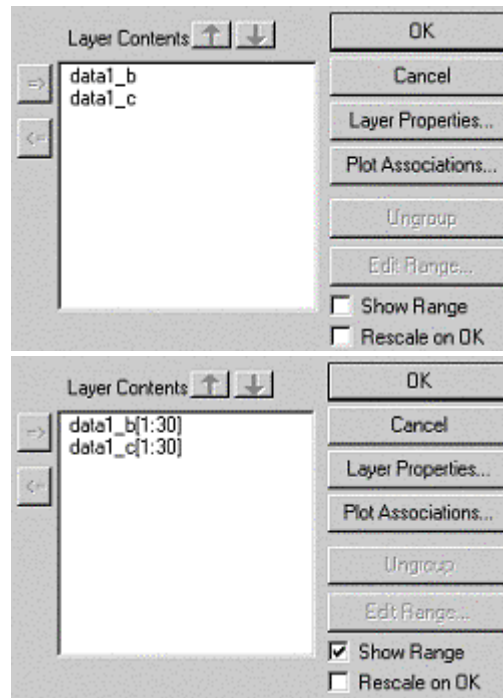 Layer Contents
OK
=>
data1_b
data1_c
Cancel
<=
Layer Properties...
Plot Associations...
Ungroup
Edit Range...
Show Range
Rescale on OK
Layer Contents
OK
=>
data1_b[1:30]
data1_c[1:30]
Cancel
<=
Layer Properties...
Plot Associations...
Ungroup
Edit Range...
Show Range
Rescale on OK